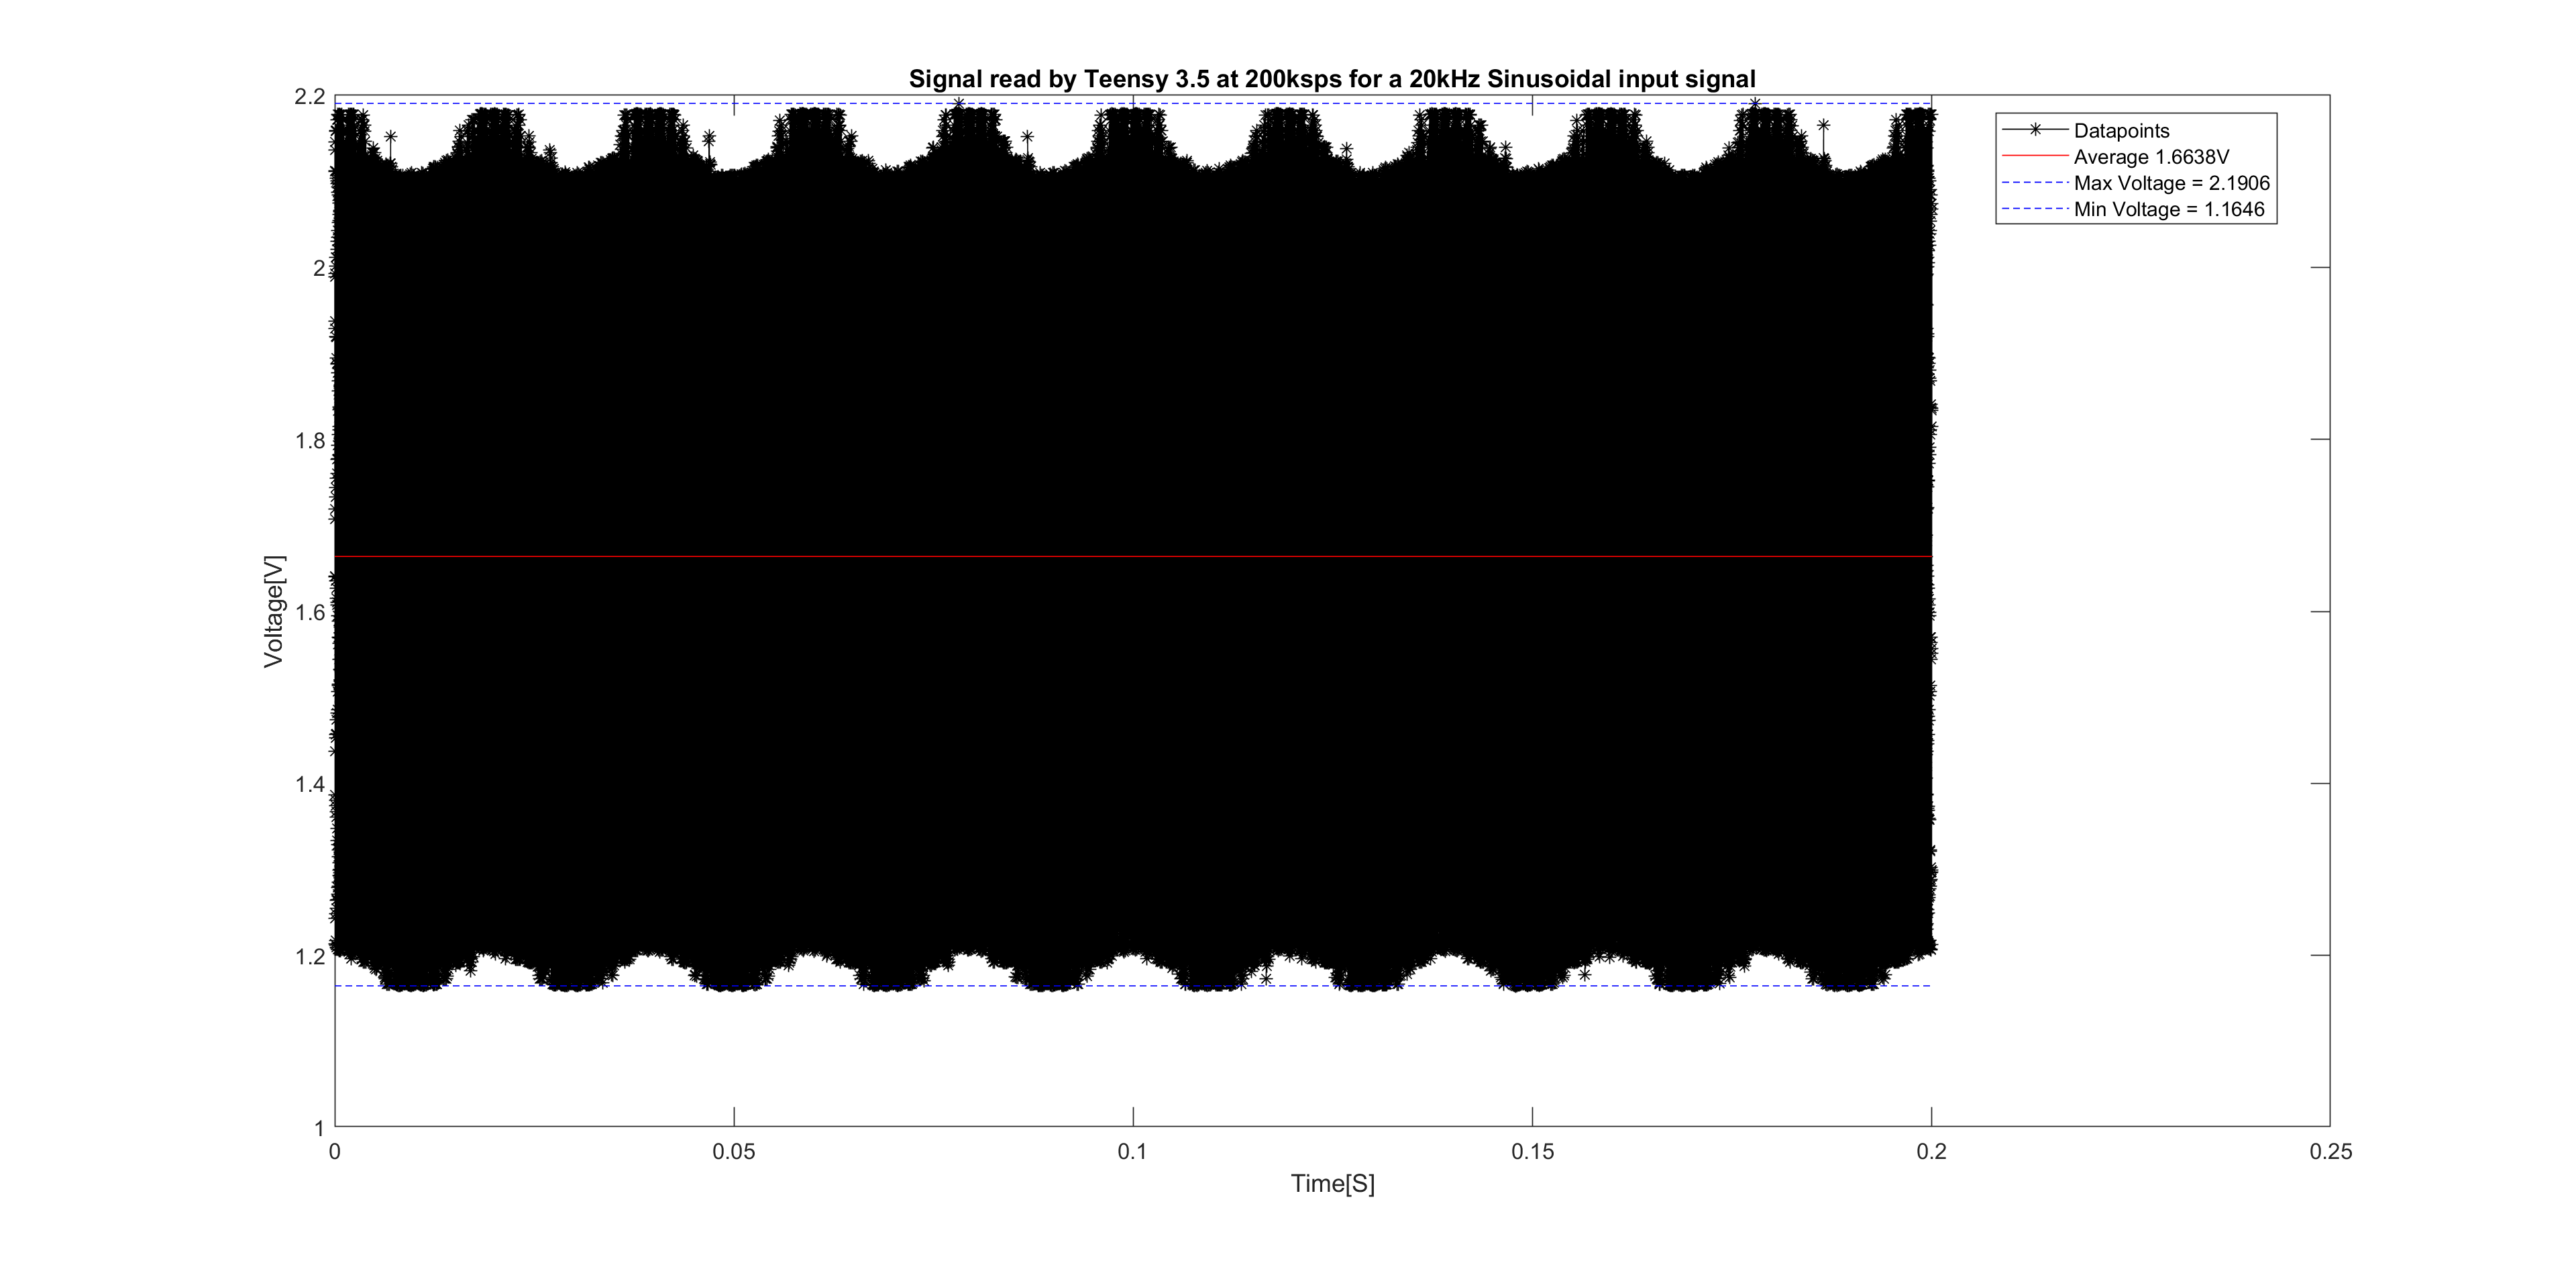 Signal read by Teensy 3.5 at 200ksps for a 20kHz Sinusoidal input signal
2.2
2
1.8
1.6
1.4
1.2
1
Voltage[V]
Datapoints
Average 1.6638V
Max Voltage = 2.1906
Min Voltage = 1.1646
0 0.05 0.1 0.15 0.2 0.25
Time[S]